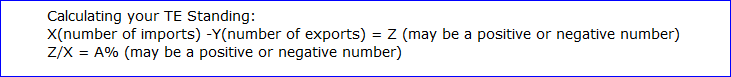 Calculating your TE Standing:
X(number of imports) -Y(number of exports) = Z (may be a positive or negative number)
Z/X = A% (may be a positive or negative number)